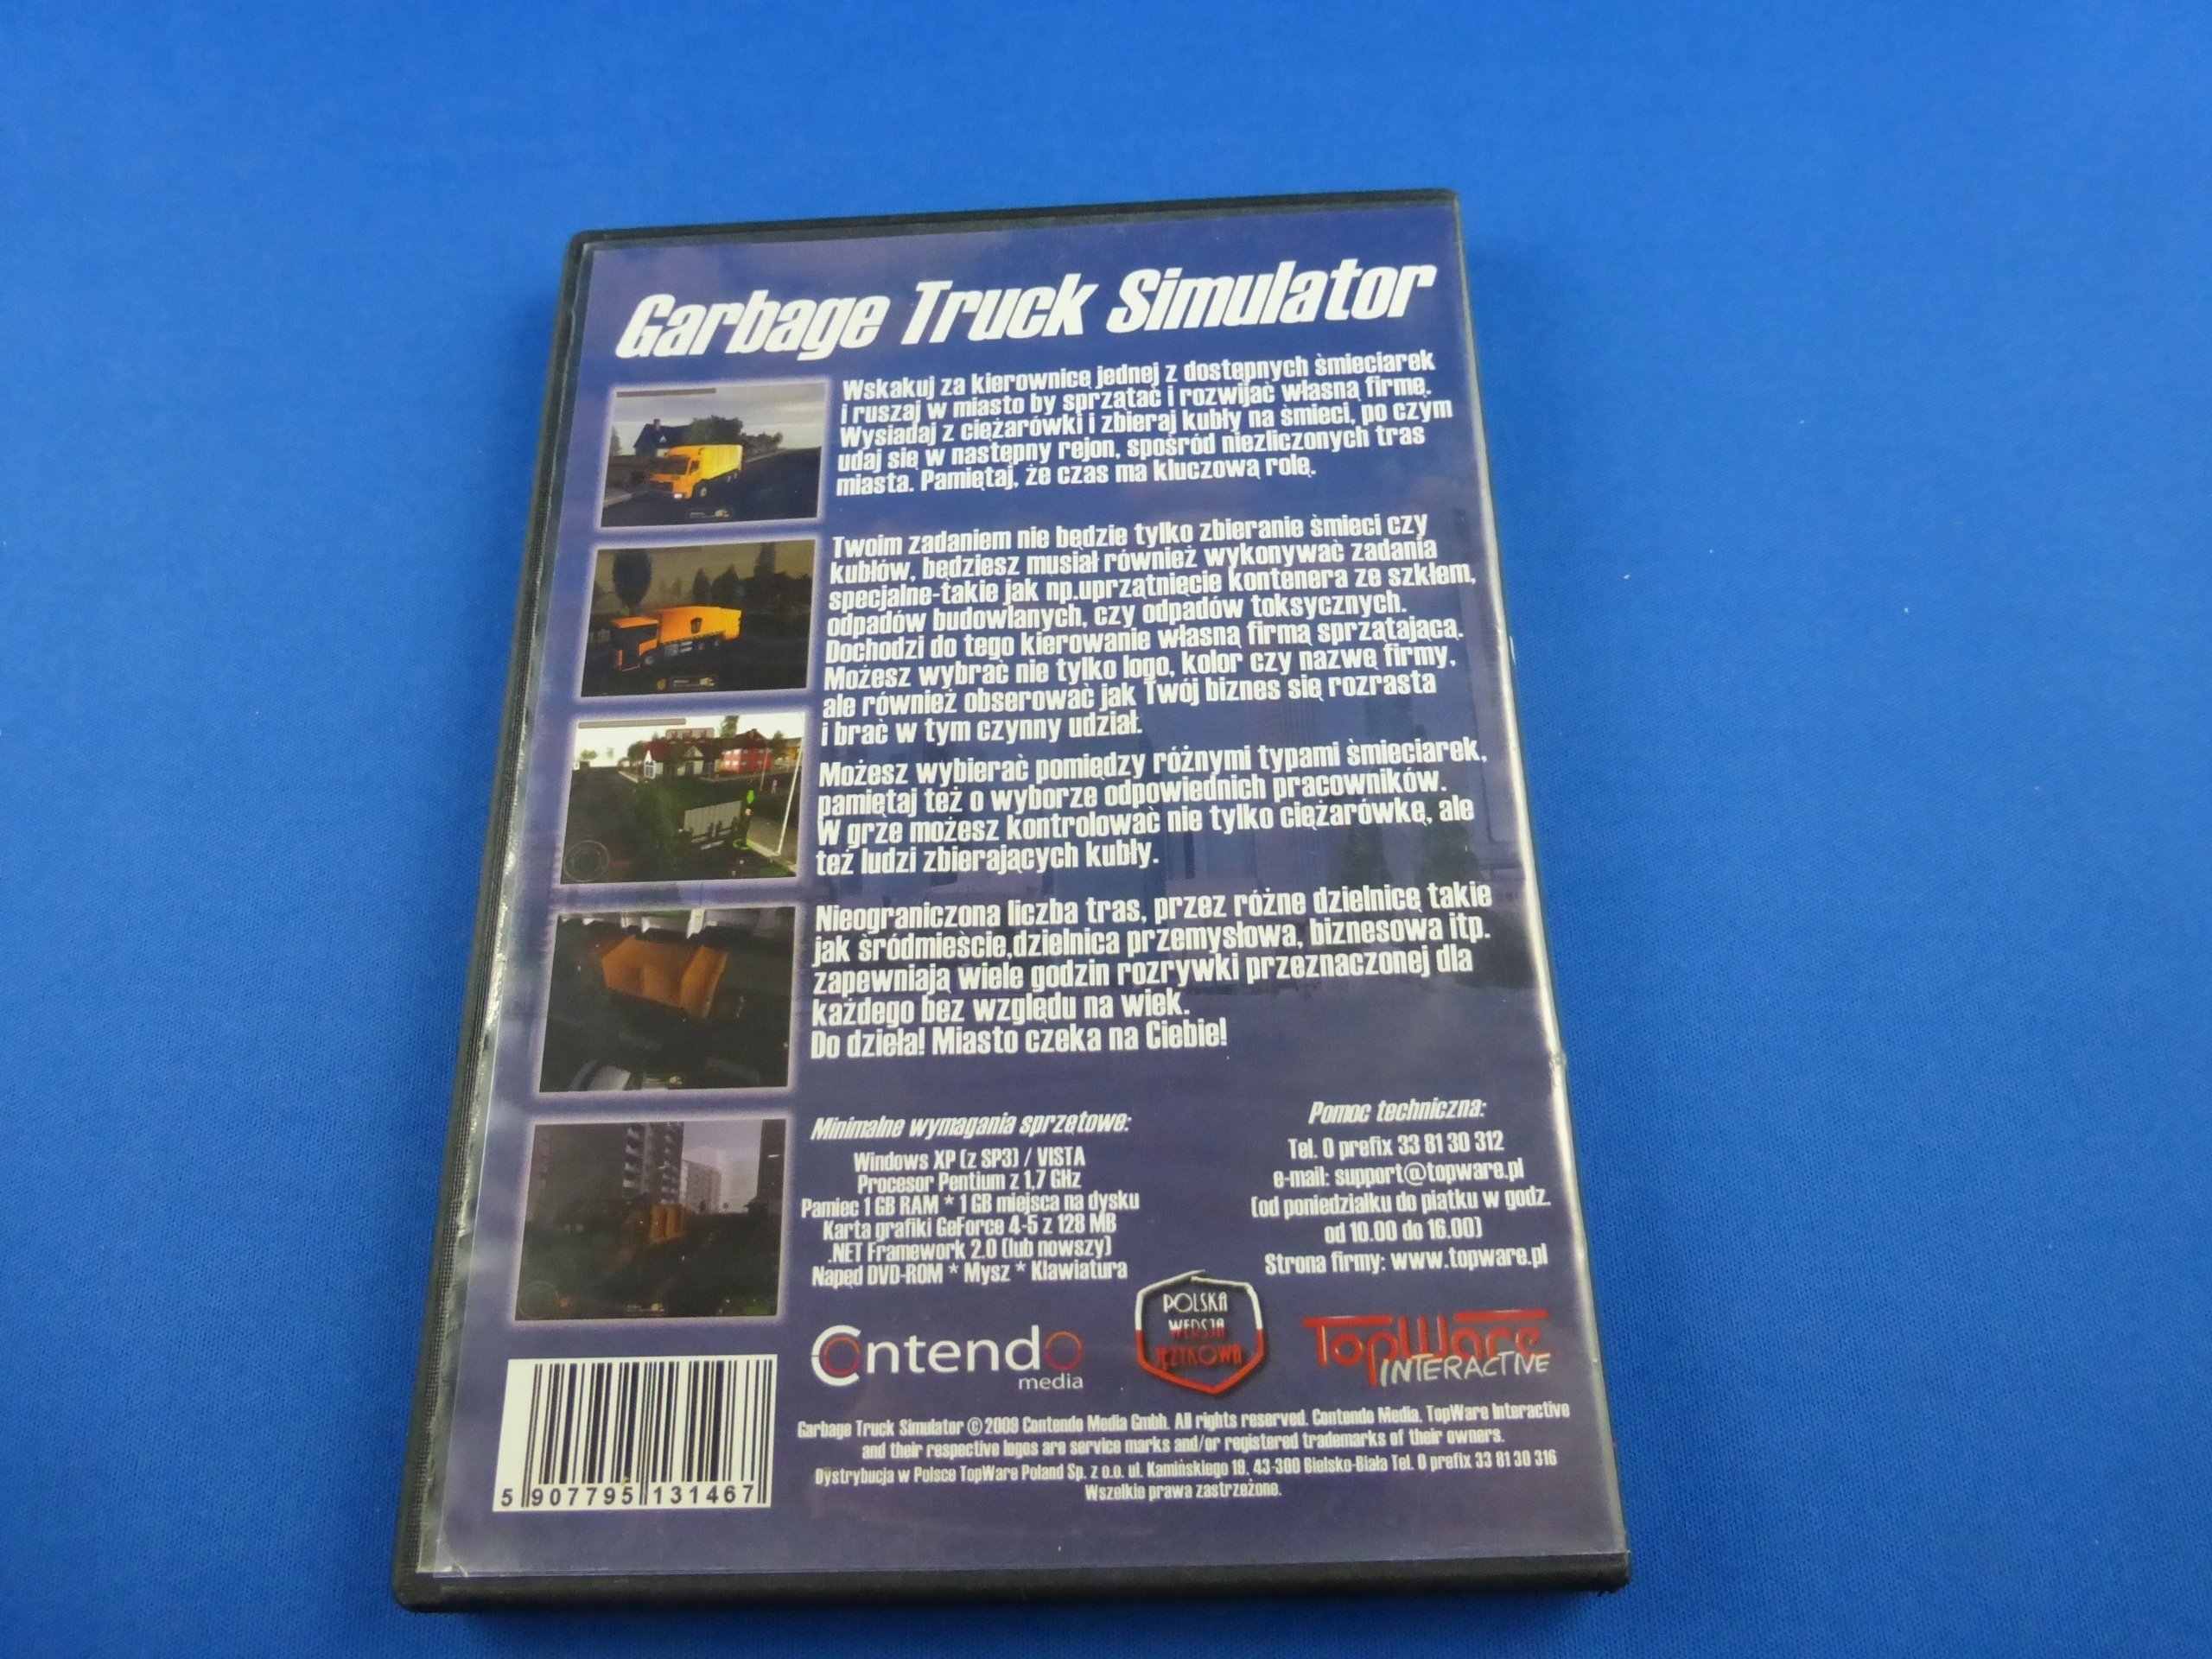 Garbage Truck Simulator
Wskakuj za kierownicę jednej z dostępnych śmieciarek
i ruszaj w miasto by sprzątać i rozwijać własną firmę.
Wysiadaj z ciężarówki i zbieraj kubły na śmieci, po czym
udaj się w następny rejon, spośród niezliczonych tras
miasta. Pamiętaj, że czas ma kluczową rolę.
Twoim zadaniem nie będzie tylko zbieranie śmieci czy
kubłów, będziesz musiał również wykonywać zadania
specjalne-takie jak np.uprzątnięcie kontenera ze szkłem,
odpadów budowlanych, czy odpadów toksycznych.
Dochodzi do tego kierowanie własną firmą sprzątającą.
Możesz wybrać nie tylko logo, kolor czy nazwę firmy,
ale również obserować jak Twój biznes się rozrasta
i brać w tym czynny udział.
Możesz wybierać pomiędzy różnymi typami śmieciarek,
pamiętaj też o wyborze odpowiednich pracowników.
W grze możesz kontrolować nie tylko ciężarówkę, ale
też ludzi zbierających kubły.
Nieograniczona liczba tras, przez różne dzielnicę takie
jak śródmieście,dzielnica przemysłowa, biznesowa itp.
zapewniają wiele godzin rozrywki przeznaczonej dla
każdego bez względu na wiek.
Do dzieła! Miasto czeka na Ciebie!
Minimalne wymagania sprzętowe:
Windows XP (z SP3) / VISTA
Procesor Pentium z 1,7 GHz
Pamiec 1 GB RAM * 1 GB miejsca na dysku
Karta grafiki GeForce 4-5 z 128 MB
.NET Framework 2.0 (lub nowszy)
Napęd DVD-ROM * Mysz * Klawiatura
Pomoc techniczna:
Tel. 0 prefix 33 81 30 312
e-mail: support@topware.pl
(od poniedziałku do piątku w godz.
od 10.00 do 16.00)
Strona firmy: www.topware.pl
Contendo
media
POLSKA
WERSJA
JĘZYKOWA
TopWare
INTERACTIVE
Garbage Truck Simulator © 2009 Contendo Media Gmbh. All rights reserved. Contendo Media, TopWare Interactive
and their respective logos are service marks and/or registered trademarks of their owners.
Dystrybucja w Polsce TopWare Poland Sp. z o.o. ul. Kamińskiego 19, 43-300 Bielsko-Biała Tel. 0 prefix 33 81 30 316
Wszelkie prawa zastrzeżone.
5 907795 131467